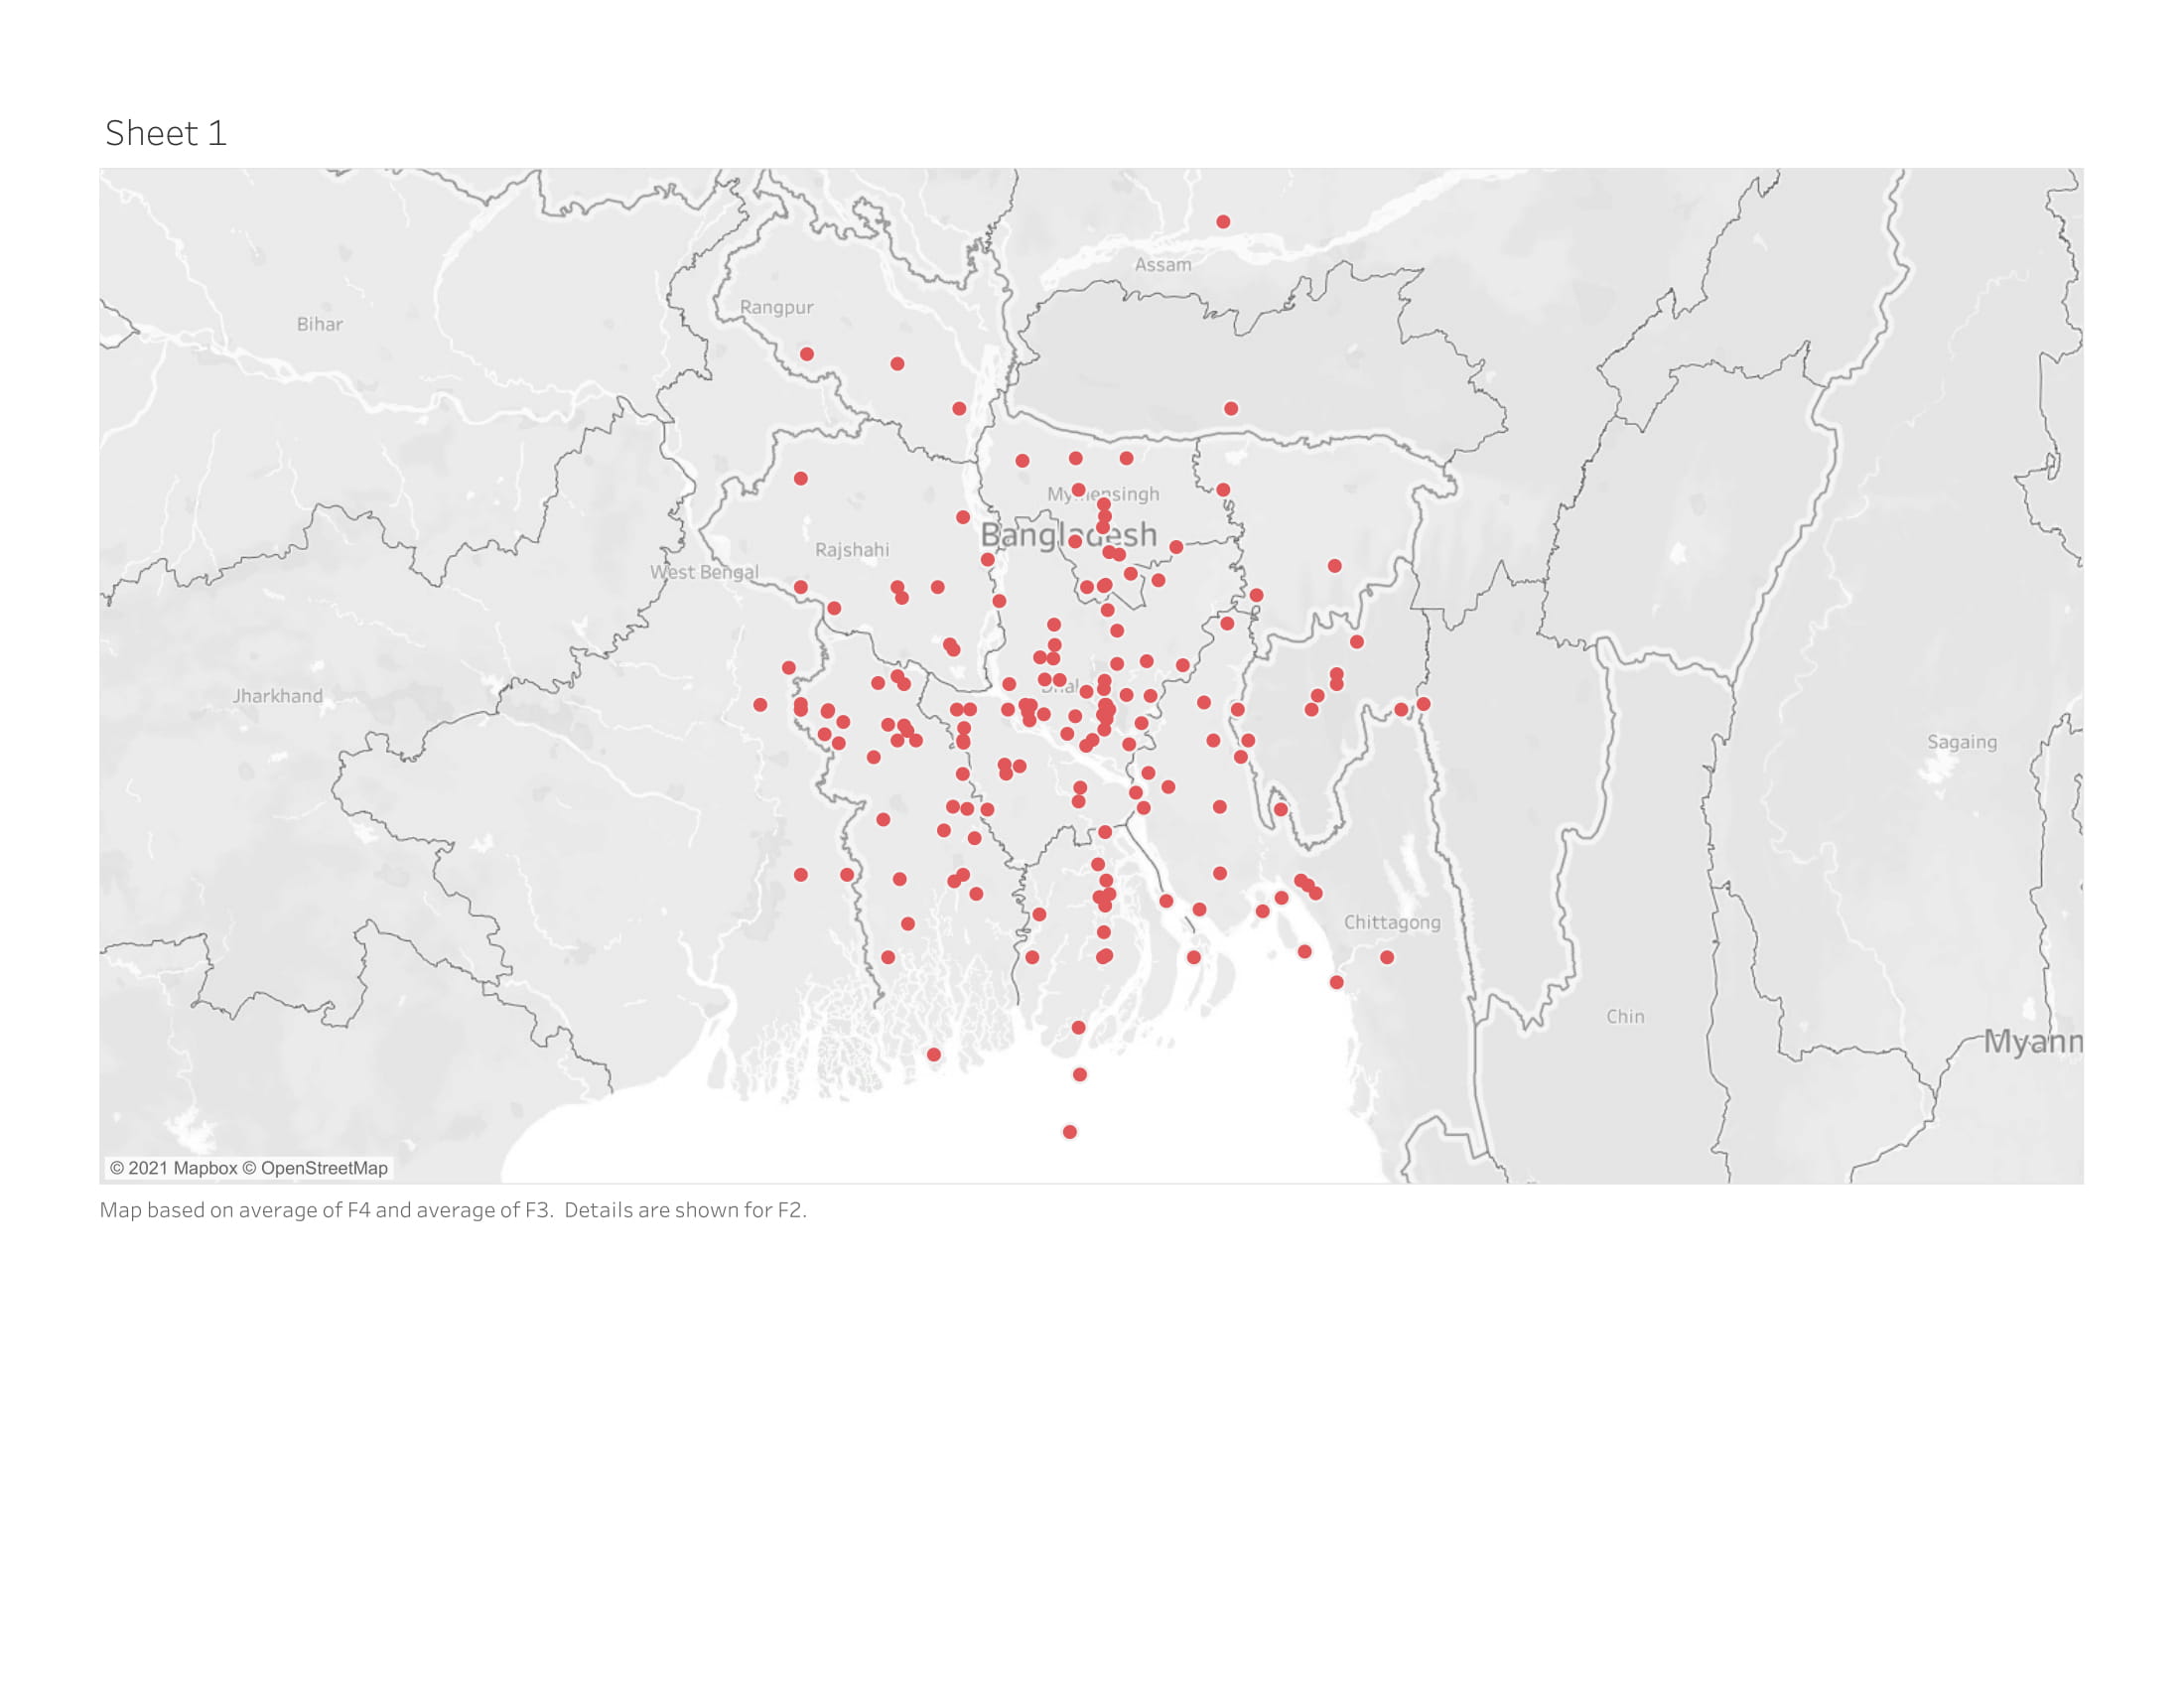 Sheet 1
Assam
Rangpur
Bihar
Mymensingh
Bangladesh
Rajshahi
West Bengal
Jharkhand
Sagaing
Chittagong
Chin
Myann
© 2021 Mapbox © OpenStreetMap
Map based on average of F4 and average of F3. Details are shown for F2.